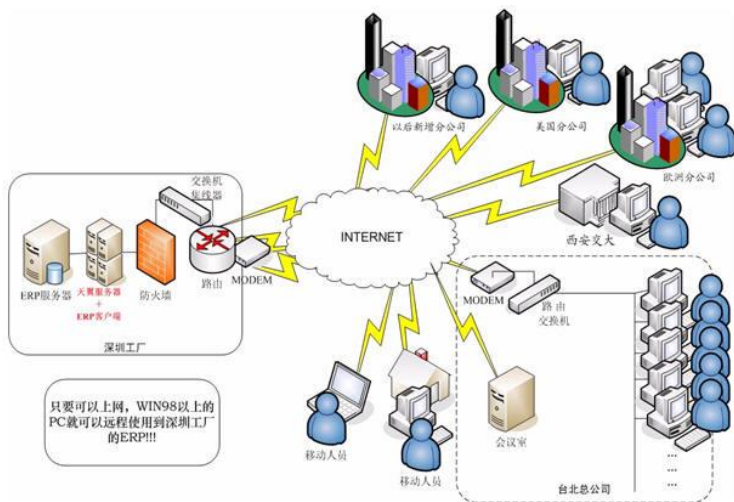 以后新增分公司
美国分公司
欧洲分公司
西安交大
INTERNET
交换机
集线器
ERP服务器
天翼服务器
+
ERP客户端
防火墙
路由
MODEM
深圳工厂
MODEM
路由
交换机
只要可以上网，WIN98以上的
PC就可以远程使用到深圳工厂
的ERP!!!
移动人员
移动人员
会议室
...
...
台北总公司